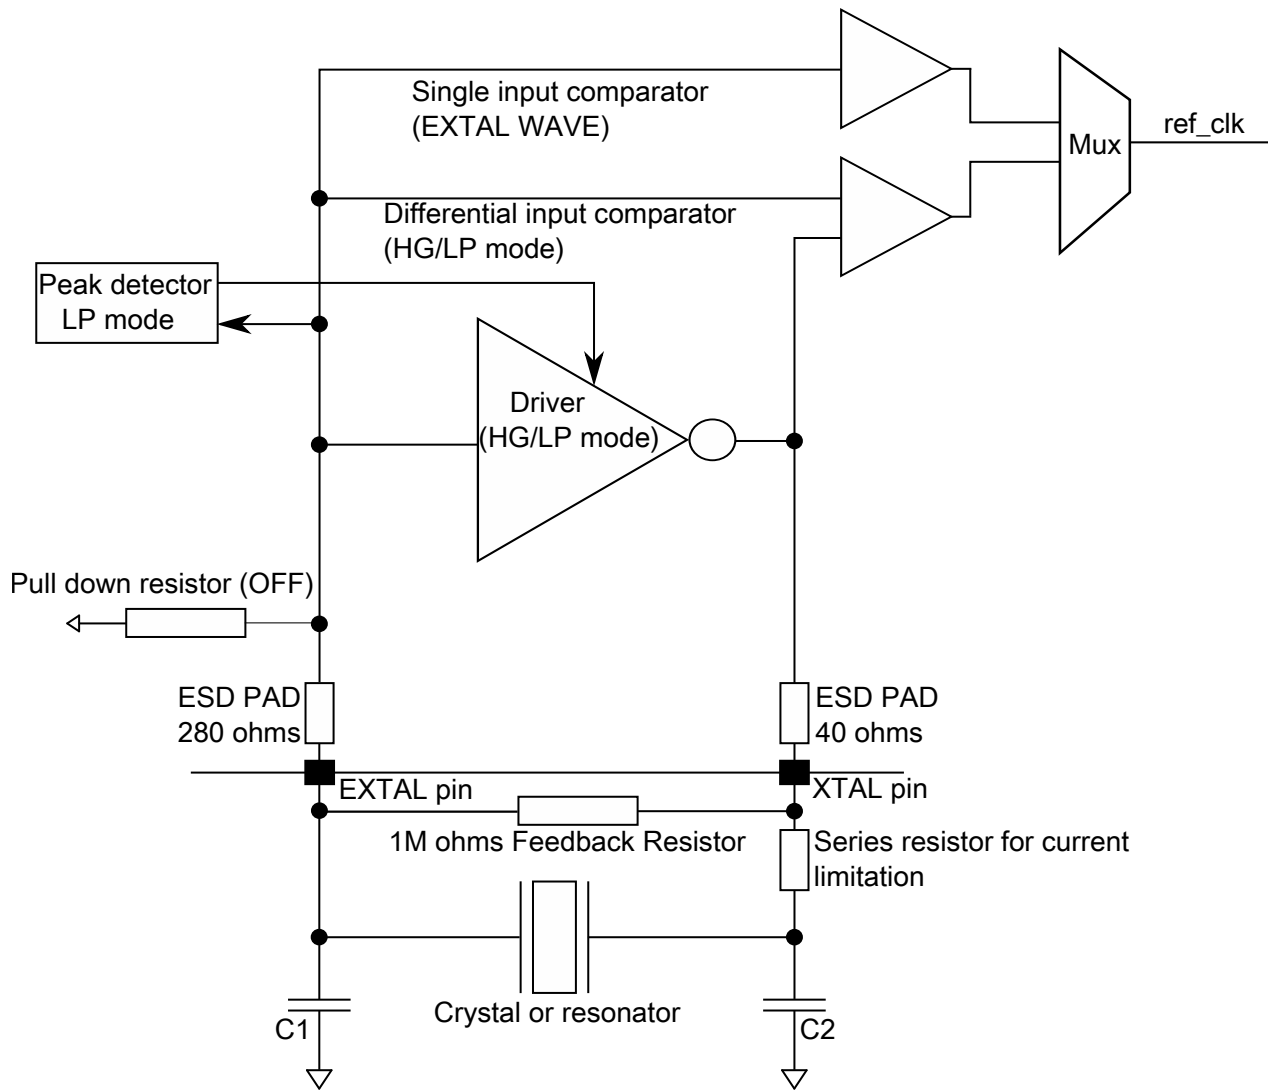 Single input comparator
(EXTAL WAVE)
ref_clk
Mux
Differential input comparator
(HG/LP mode)
Peak detector
LP mode
Driver
(HG/LP mode)
Pull down resistor (OFF)
ESD PAD
280 ohms
ESD PAD
40 ohms
EXTAL pin
XTAL pin
1M ohms Feedback Resistor
Series resistor for current
limitation
Crystal or resonator
C1
C2